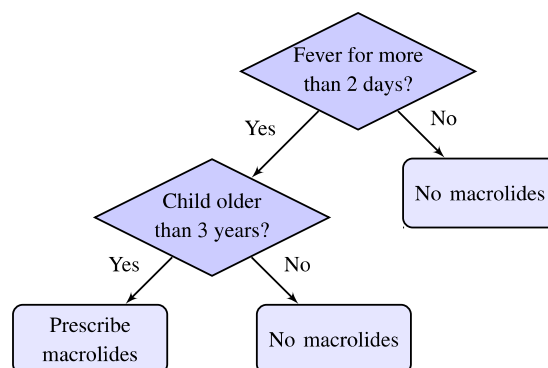 Fever for more
than 2 days?
Yes
No
No macrolides
Child older
than 3 years?
Yes
No
Prescribe
macrolides
No macrolides